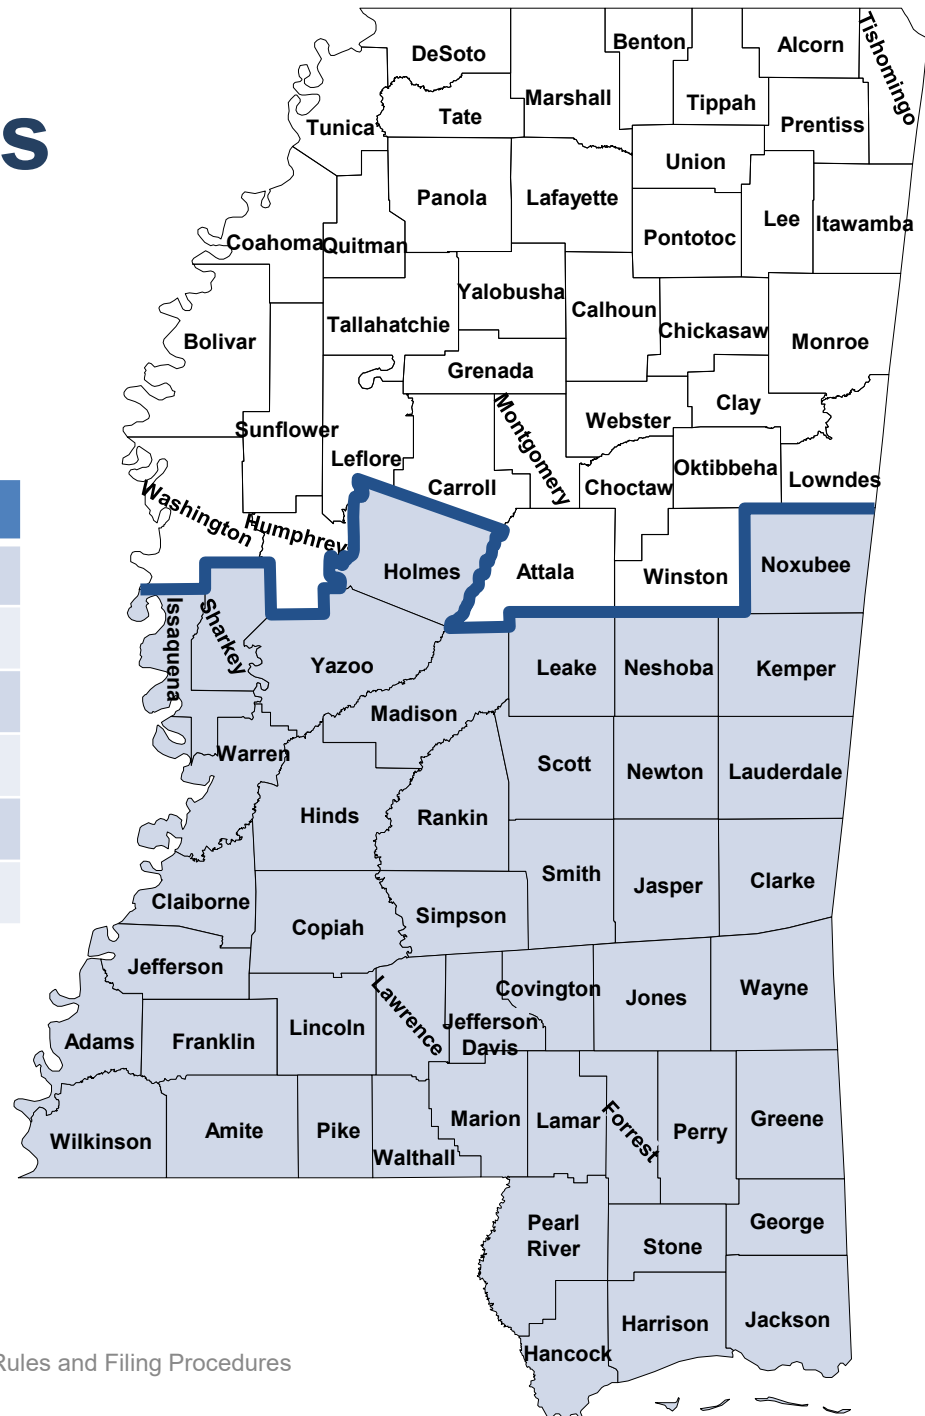 s
DeSoto
Benton
Alcorn
Tishomingo
Marshall
Tippah
Tate
Prentiss
Tunica
Union
Panola
Lafayette
Lee
Itawamba
Pontotoc
Coahoma
Quitman
Yalobusha
Calhoun
Tallahatchie
Chickasaw
Bolivar
Monroe
Grenada
Clay
Montgomery
Webster
Sunflower
Leflore
Oktibbeha
Lowndes
Carroll
Choctaw
Washington
Humphrey
Holmes
Attala
Winston
Noxubee
Issaquena
Sharkey
Yazoo
Leake
Neshoba
Kemper
Madison
Warren
Scott
Newton
Lauderdale
Hinds
Rankin
Smith
Jasper
Clarke
Claiborne
Copiah
Simpson
Jefferson
Covington
Jones
Wayne
Lawrence
Jefferson
Davis
Adams
Franklin
Lincoln
Marion
Lamar
Forrest
Perry
Greene
Wilkinson
Amite
Pike
Walthall
Pearl
River
George
Stone
Harrison
Jackson
Hancock
Rules and Filing Procedures